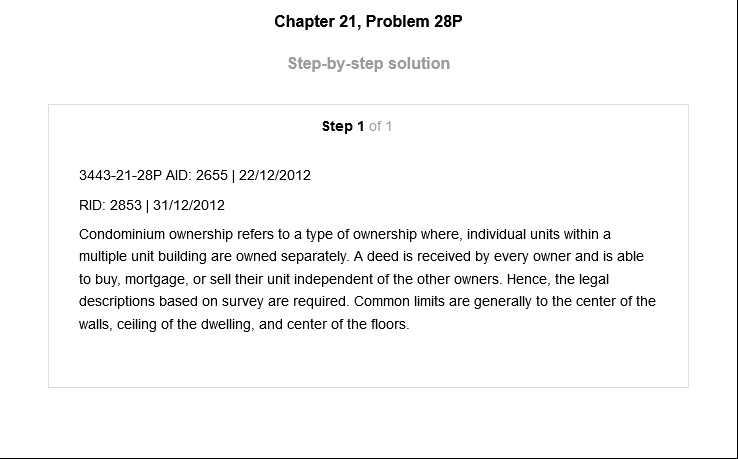 Chapter 21, Problem 28P
Step-by-step solution
Step 1 of 1
3443-21-28P AID: 2655 | 22/12/2012
RID: 2853 | 31/12/2012
Condominium ownership refers to a type of ownership where, individual units within a
multiple unit building are owned separately. A deed is received by every owner and is able
to buy, mortgage, or sell their unit independent of the other owners. Hence, the legal
descriptions based on survey are required. Common limits are generally to the center of the
walls, ceiling of the dwelling, and center of the floors.